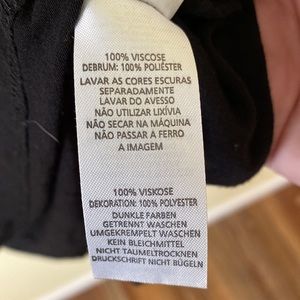 100% VISCOSE
DEBRUM: 100% POLIÉSTER
LAVAR AS CORES ESCURAS
SEPARADAMENTE
LAVAR DO AVESSO
NÃO UTILIZAR LIXÍVIA
NÃO SECAR NA MÁQUINA
NÃO PASSAR A FERRO
A IMAGEM
100% VISKOSE
DEKORATION: 100% POLYESTER
DUNKLE FARBEN
GETRENNT WASCHEN
UMGEKREMPELT WASCHEN
KEIN BLEICHMITTEL
NICHT TAUMELTROCKNEN
DRUCKSCHRIFT NICHT BÜGELN